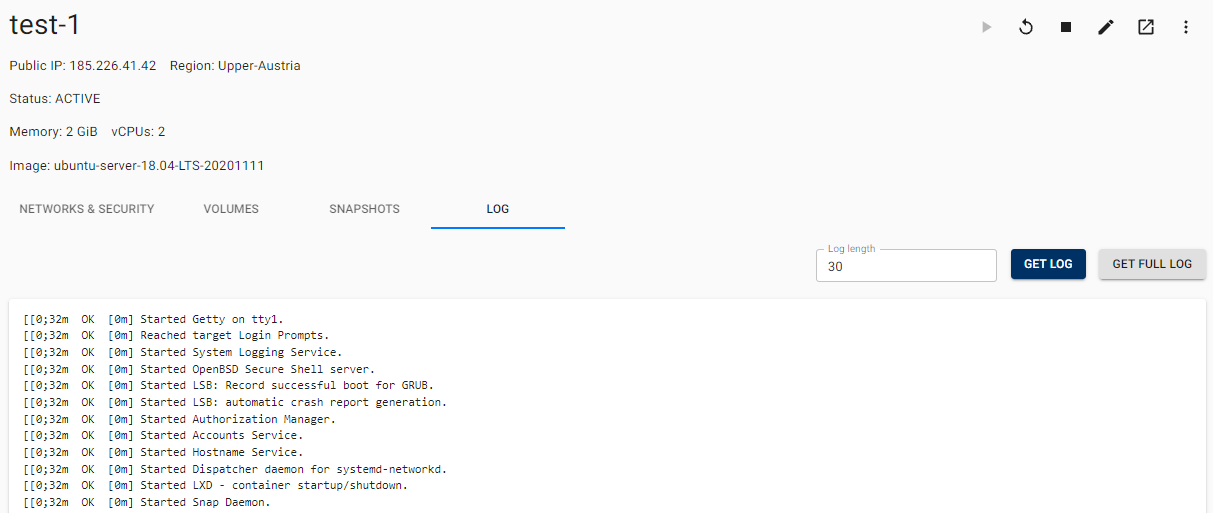 test-1
Public IP: 185.226.41.42 Region: Upper-Austria
Status: ACTIVE
Memory: 2 GiB vCPUs: 2
Image: ubuntu-server-18.04-LTS-20201111
NETWORKS & SECURITY VOLUMES SNAPSHOTS LOG
Log length
30 GET LOG GET FULL LOG
[[0;32m  OK  [0m] Started Getty on tty1.
[[0;32m  OK  [0m] Reached target Login Prompts.
[[0;32m  OK  [0m] Started System Logging Service.
[[0;32m  OK  [0m] Started OpenBSD Secure Shell server.
[[0;32m  OK  [0m] Started LSB: Record successful boot for GRUB.
[[0;32m  OK  [0m] Started LSB: automatic crash report generation.
[[0;32m  OK  [0m] Started Authorization Manager.
[[0;32m  OK  [0m] Started Accounts Service.
[[0;32m  OK  [0m] Started Hostname Service.
[[0;32m  OK  [0m] Started Dispatcher daemon for systemd-networkd.
[[0;32m  OK  [0m] Started LXD - container startup/shutdown.
[[0;32m  OK  [0m] Started Snap Daemon.